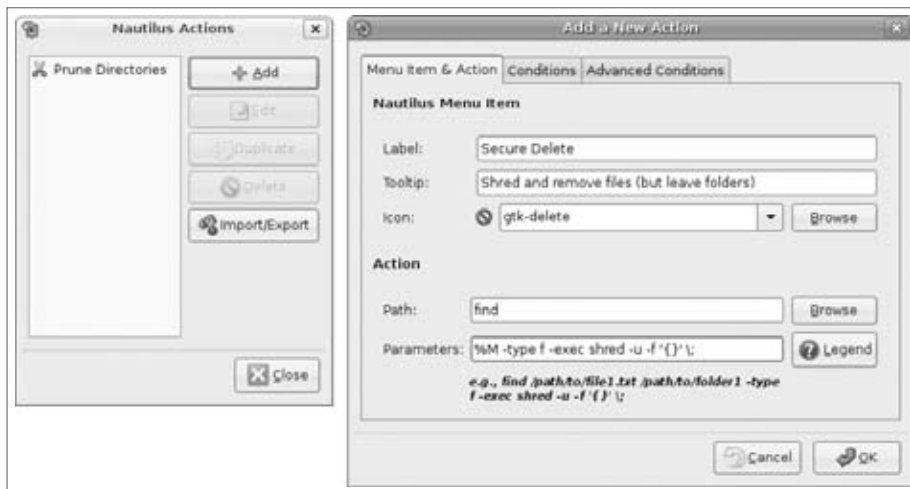 Nautilus Actions
Prune Directories
Add
Edit
Duplicate
Delete
Import/Export
Close
Add a New Action
Menu Item & Action
Conditions
Advanced Conditions
Nautilus Menu Item
Label: Secure Delete
Tooltip: Shred and remove files (but leave folders)
Icon: gtk-delete Browse
Action
Path: find Browse
Parameters: %M -type f -exec shred -u -f '{}' \; Legend
e.g., find /path/to/file1.txt /path/to/folder1 -type
f -exec shred -u -f '{}' \;
Cancel
OK